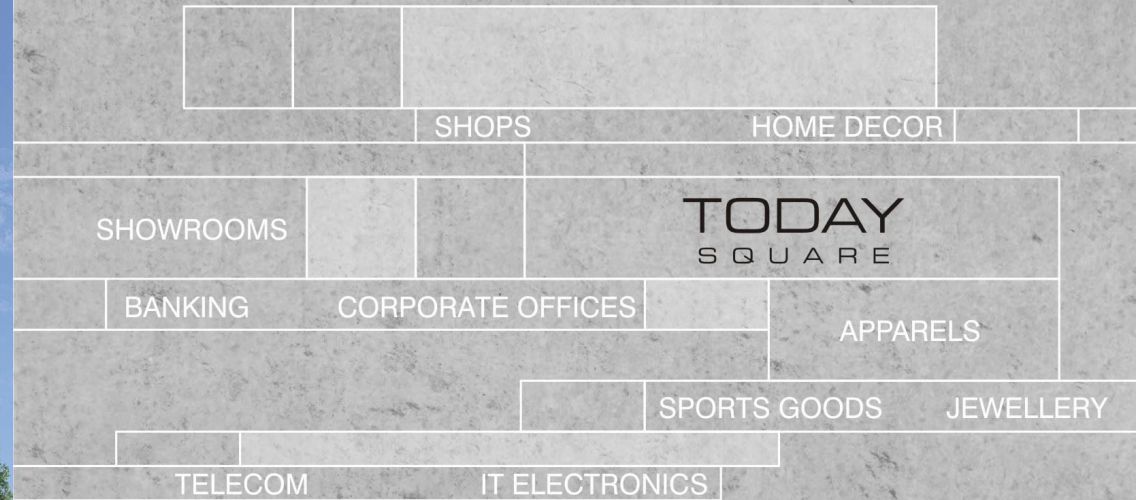 SHOPS HOME DECOR
SHOWROOMS
TODAY
SQUARE
BANKING CORPORATE OFFICES
APPARELS
SPORTS GOODS JEWELLERY
TELECOM IT ELECTRONICS